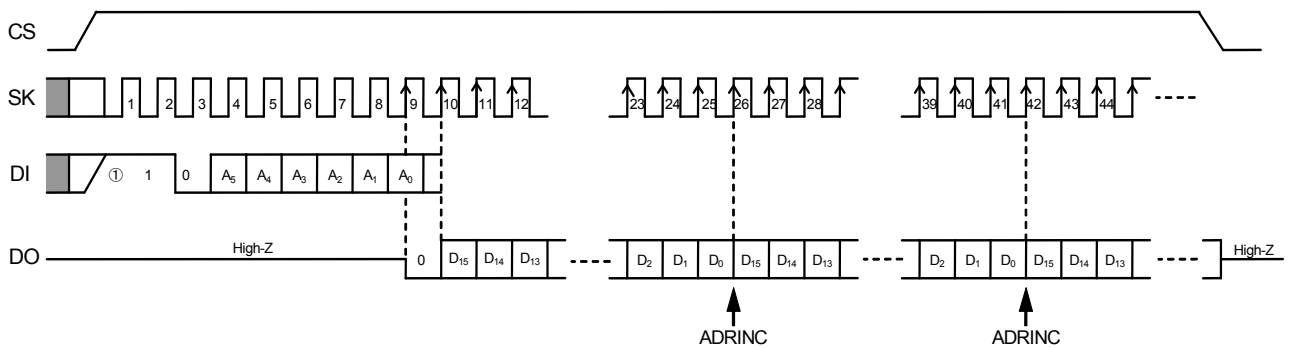 CS
SK 1 2 3 4 5 6 7 8 9 10 11 12 23 24 25 26 27 28 39 40 41 42 43 44
DI ① 1 0 A₅ A₄ A₃ A₂ A₁ A₀
DO High-Z 0 D₁₅ D₁₄ D₁₃ D₂ D₁ D₀ D₁₅ D₁₄ D₁₃ D₂ D₁ D₀ D₁₅ D₁₄ D₁₃ High-Z
ADRINC ADRINC